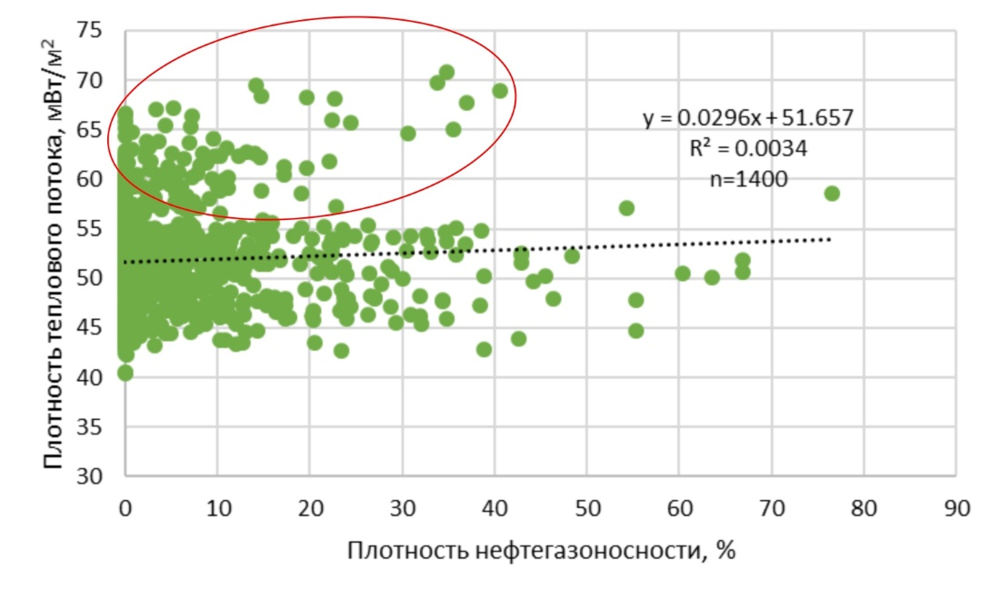 Плотность теплового потока, мВт/м²
75
70
65
60
55
50
45
40
35
30
y = 0.0296x + 51.657
R² = 0.0034
n=1400
0 10 20 30 40 50 60 70 80 90
Плотность нефтегазоносности, %